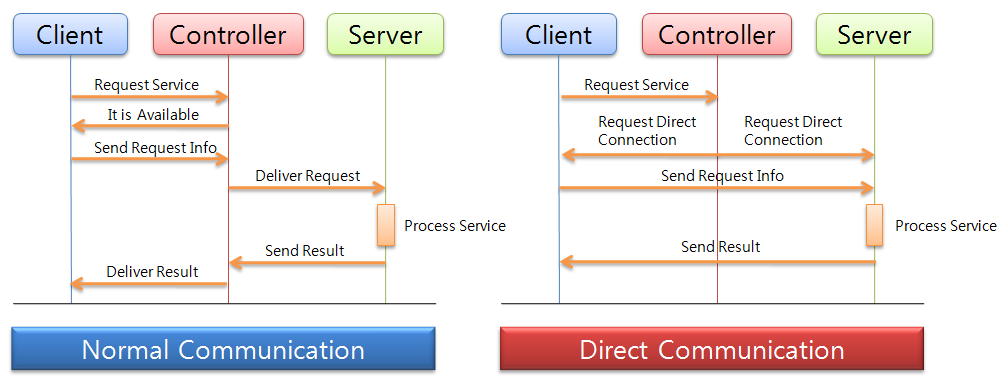 Client
Controller
Server
Request Service
It is Available
Send Request Info
Deliver Request
Process Service
Send Result
Deliver Result
Normal Communication
Client
Controller
Server
Request Service
Request Direct
Connection
Request Direct
Connection
Send Request Info
Process Service
Send Result
Direct Communication